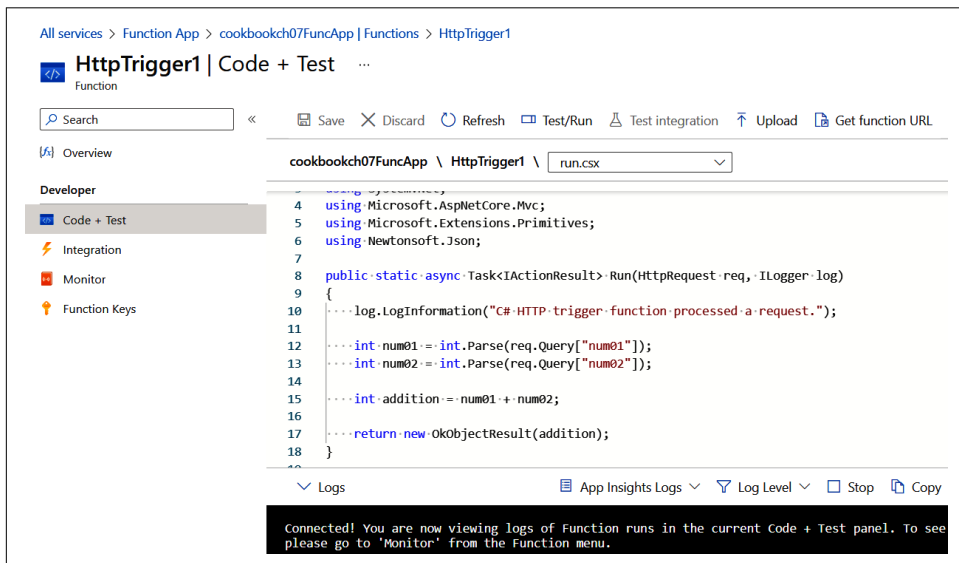 All services > Function App > cookbookch07FuncApp | Functions > HttpTrigger1
HttpTrigger1 | Code + Test ...
Function
Search «
Save Discard Refresh Test/Run Test integration Upload Get function URL
Overview
cookbookch07FuncApp \ HttpTrigger1 \ run.csx
Developer
Code + Test
Integration
Monitor
Function Keys
4 using Microsoft.AspNetCore.Mvc;
5 using Microsoft.Extensions.Primitives;
6 using Newtonsoft.Json;
7
8 public static async Task<IActionResult> Run(HttpRequest req, ILogger log)
9 {
10 log.LogInformation("C# HTTP trigger function processed a request.");
11
12 int num01 = int.Parse(req.Query["num01"]);
13 int num02 = int.Parse(req.Query["num02"]);
14
15 int addition = num01 + num02;
16
17 return new OkObjectResult(addition);
18 }
Logs App Insights Logs Log Level Stop Copy
Connected! You are now viewing logs of Function runs in the current Code + Test panel. To see
please go to 'Monitor' from the Function menu.